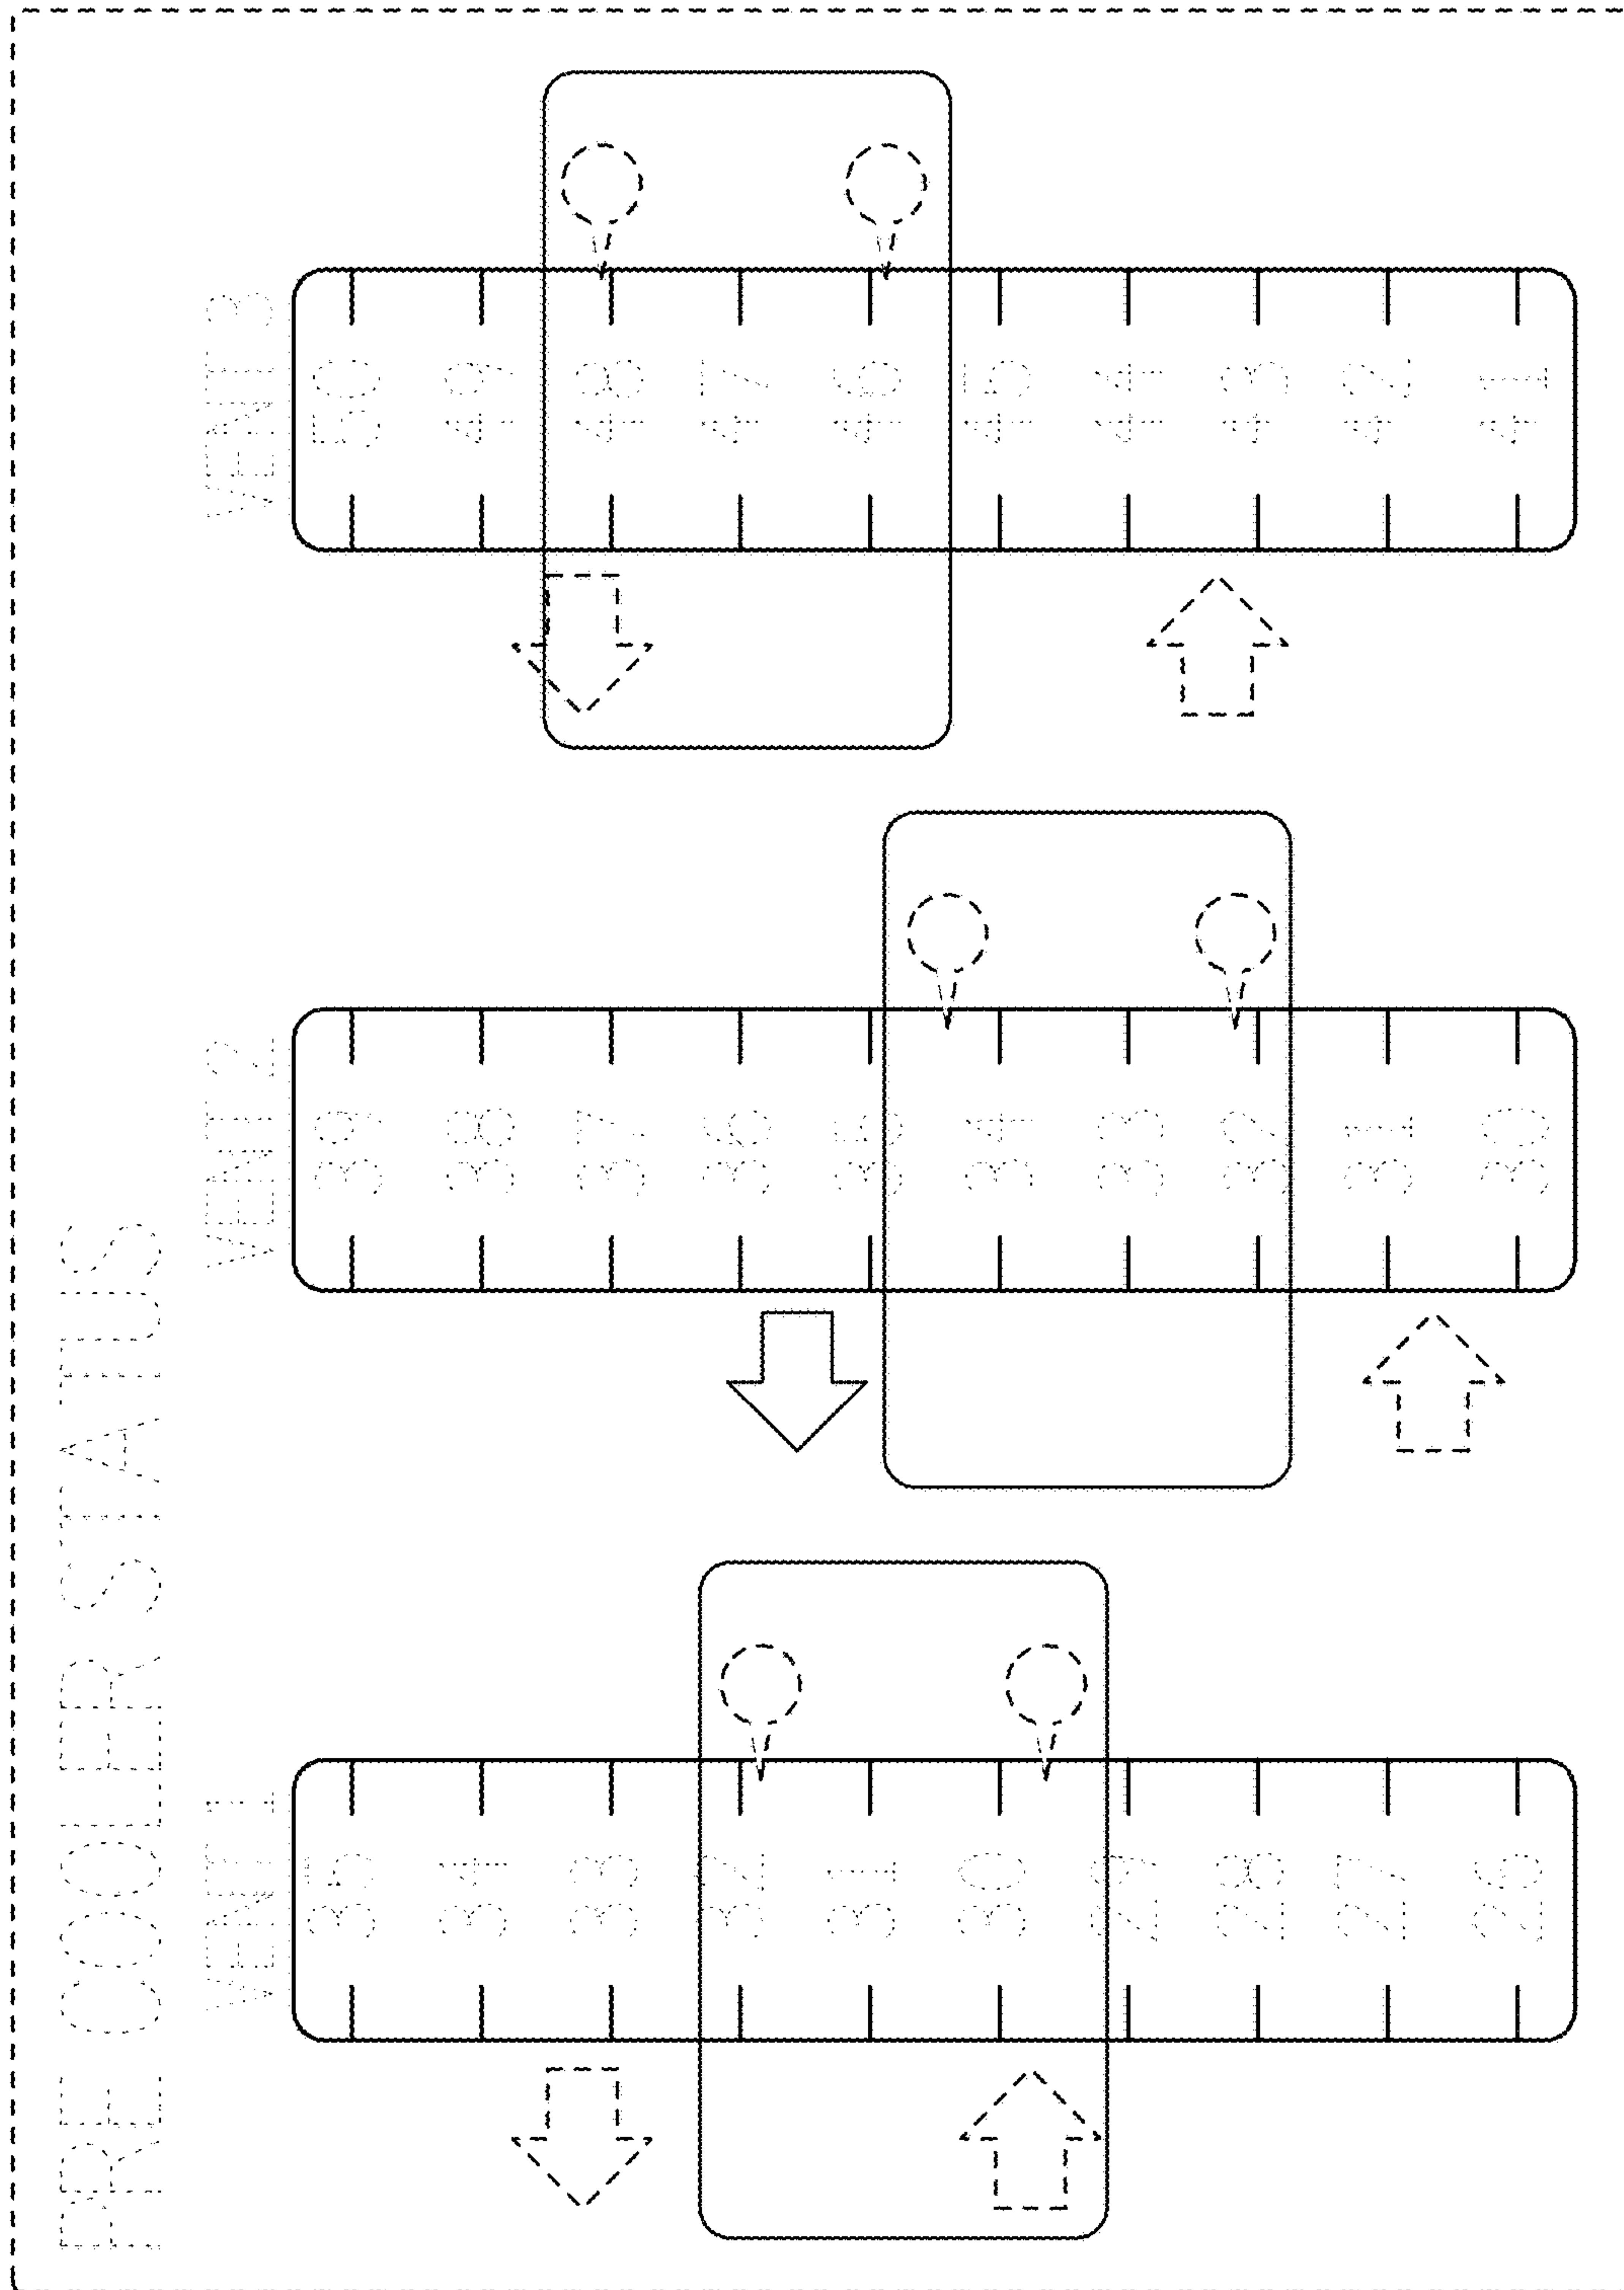 PRE COOLER STATUS
VENT 1 VENT 2 VENT 3
35 39 50
34 38 49
33 37 48
32 36 47
31 35 46
30 34 45
29 33 44
28 32 43
27 31 42
26 30 41